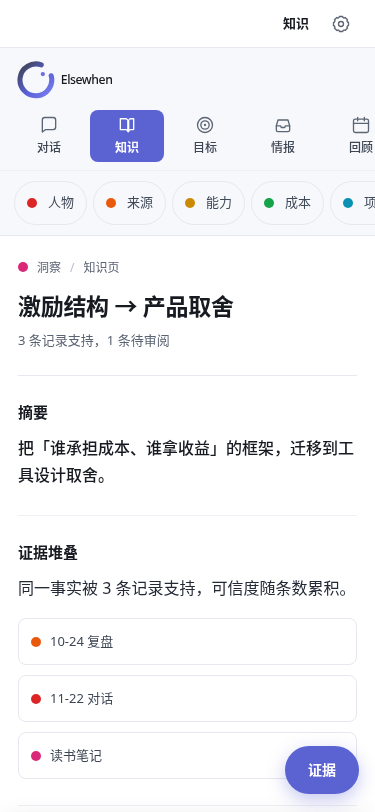 知识
Elsewhen
对话
知识
目标
情报
回顾
人物
来源
能力
成本
洞察 / 知识页
激励结构 → 产品取舍
3 条记录支持，1 条待审阅
摘要
把「谁承担成本、谁拿收益」的框架，迁移到工
具设计取舍。
证据堆叠
同一事实被 3 条记录支持，可信度随条数累积。
10-24 复盘
11-22 对话
读书笔记
证据